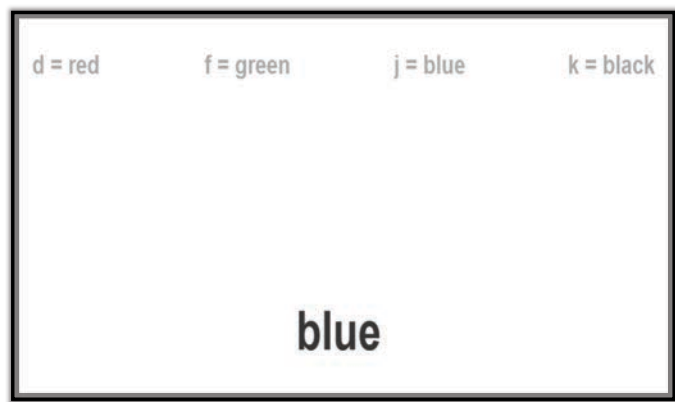 d = red f = green j = blue k = black
blue